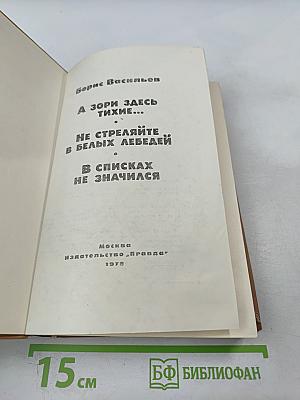 Борис Васильев
А ЗОРИ ЗДЕСЬ
ТИХИЕ...
•
НЕ СТРЕЛЯЙТЕ
В БЕЛЫХ ЛЕБЕДЕЙ
•
В СПИСКАХ
НЕ ЗНАЧИЛСЯ
Москва
Издательство „Правда“
1978
15 см
БФ БИБЛИОФАН